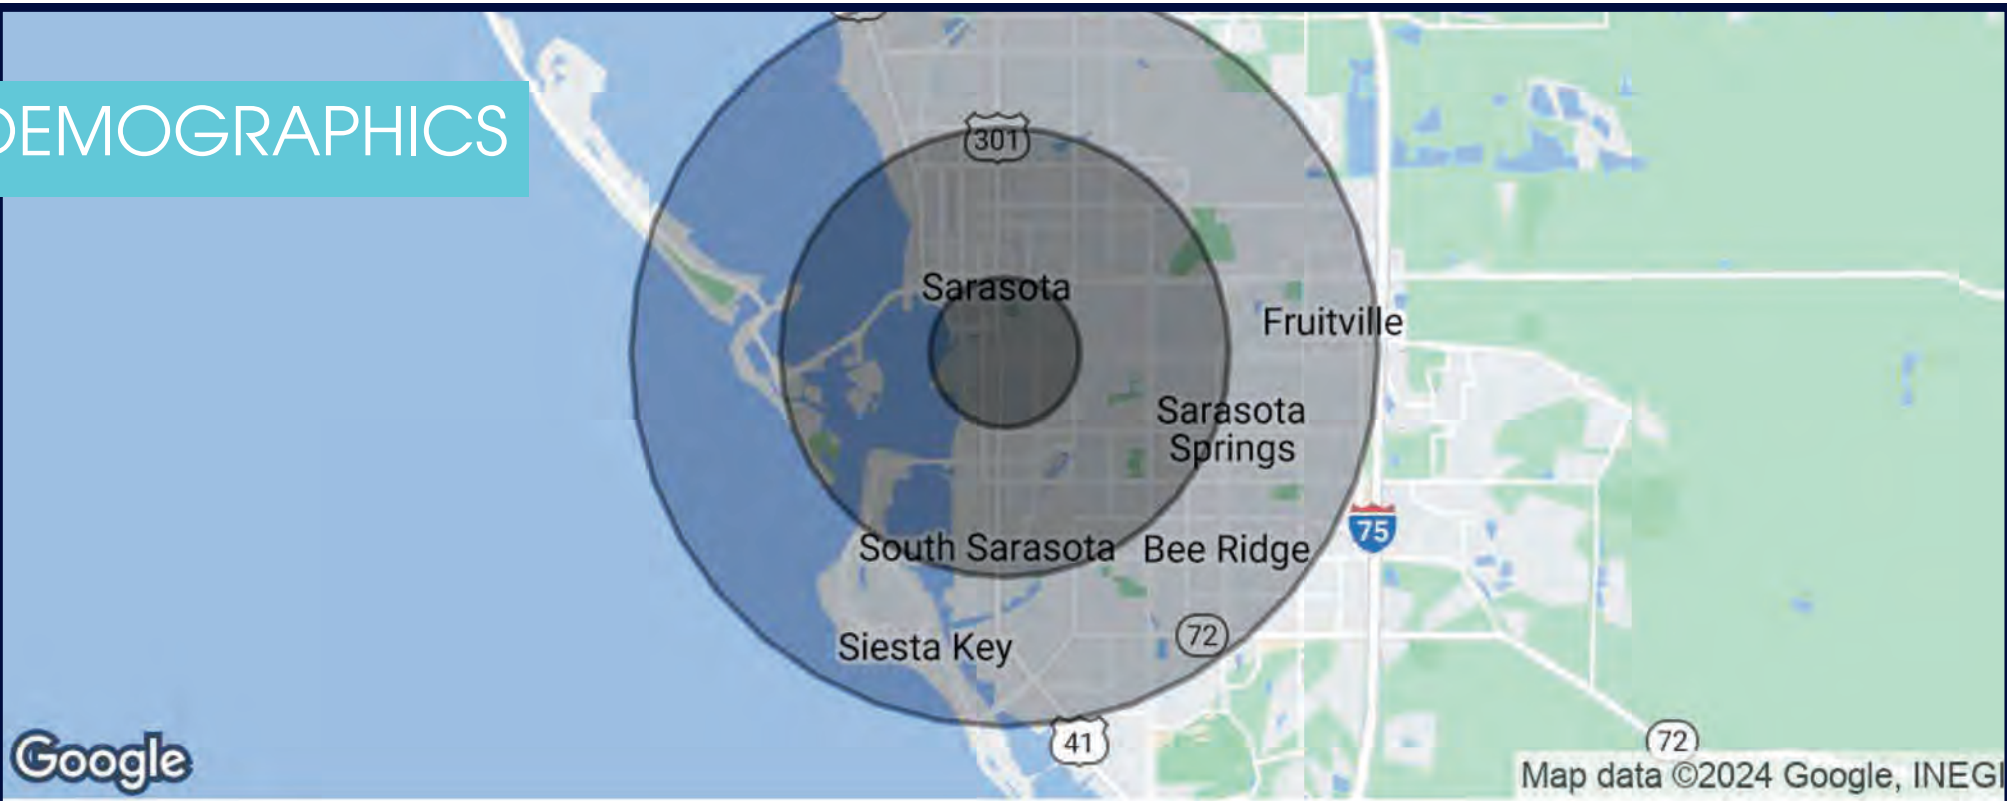 DEMOGRAPHICS
301
Sarasota
Fruitville
Sarasota
Springs
75
South Sarasota
Bee Ridge
72
Siesta Key
41
72
Google
Map data ©2024 Google, INEGI